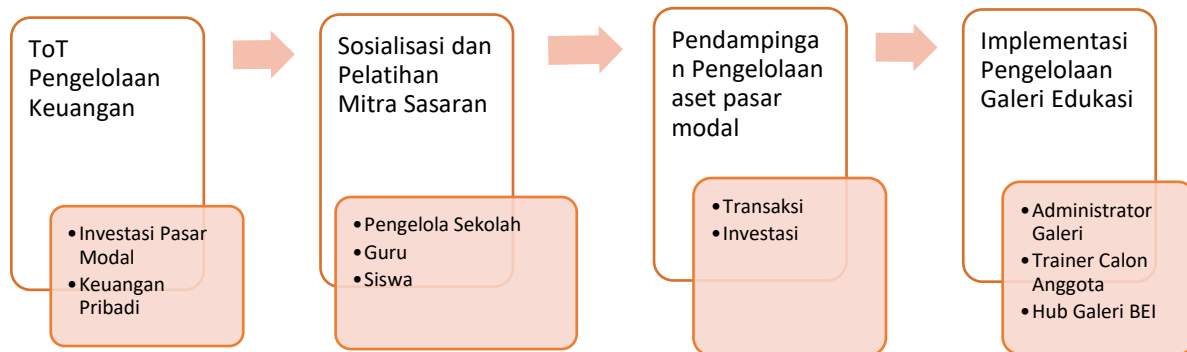 ToT
Pengelolaan
Keuangan
•Investasi Pasar
Modal
•Keuangan
Pribadi
Sosialisasi dan
Pelatihan
Mitra Sasaran
•Pengelola Sekolah
•Guru
•Siswa
Pendampinga
n Pengelolaan
aset pasar
modal
•Transaksi
•Investasi
Implementasi
Pengelolaan
Galeri Edukasi
•Administrator
Galeri
•Trainer Calon
Anggota
•Hub Galeri BEI